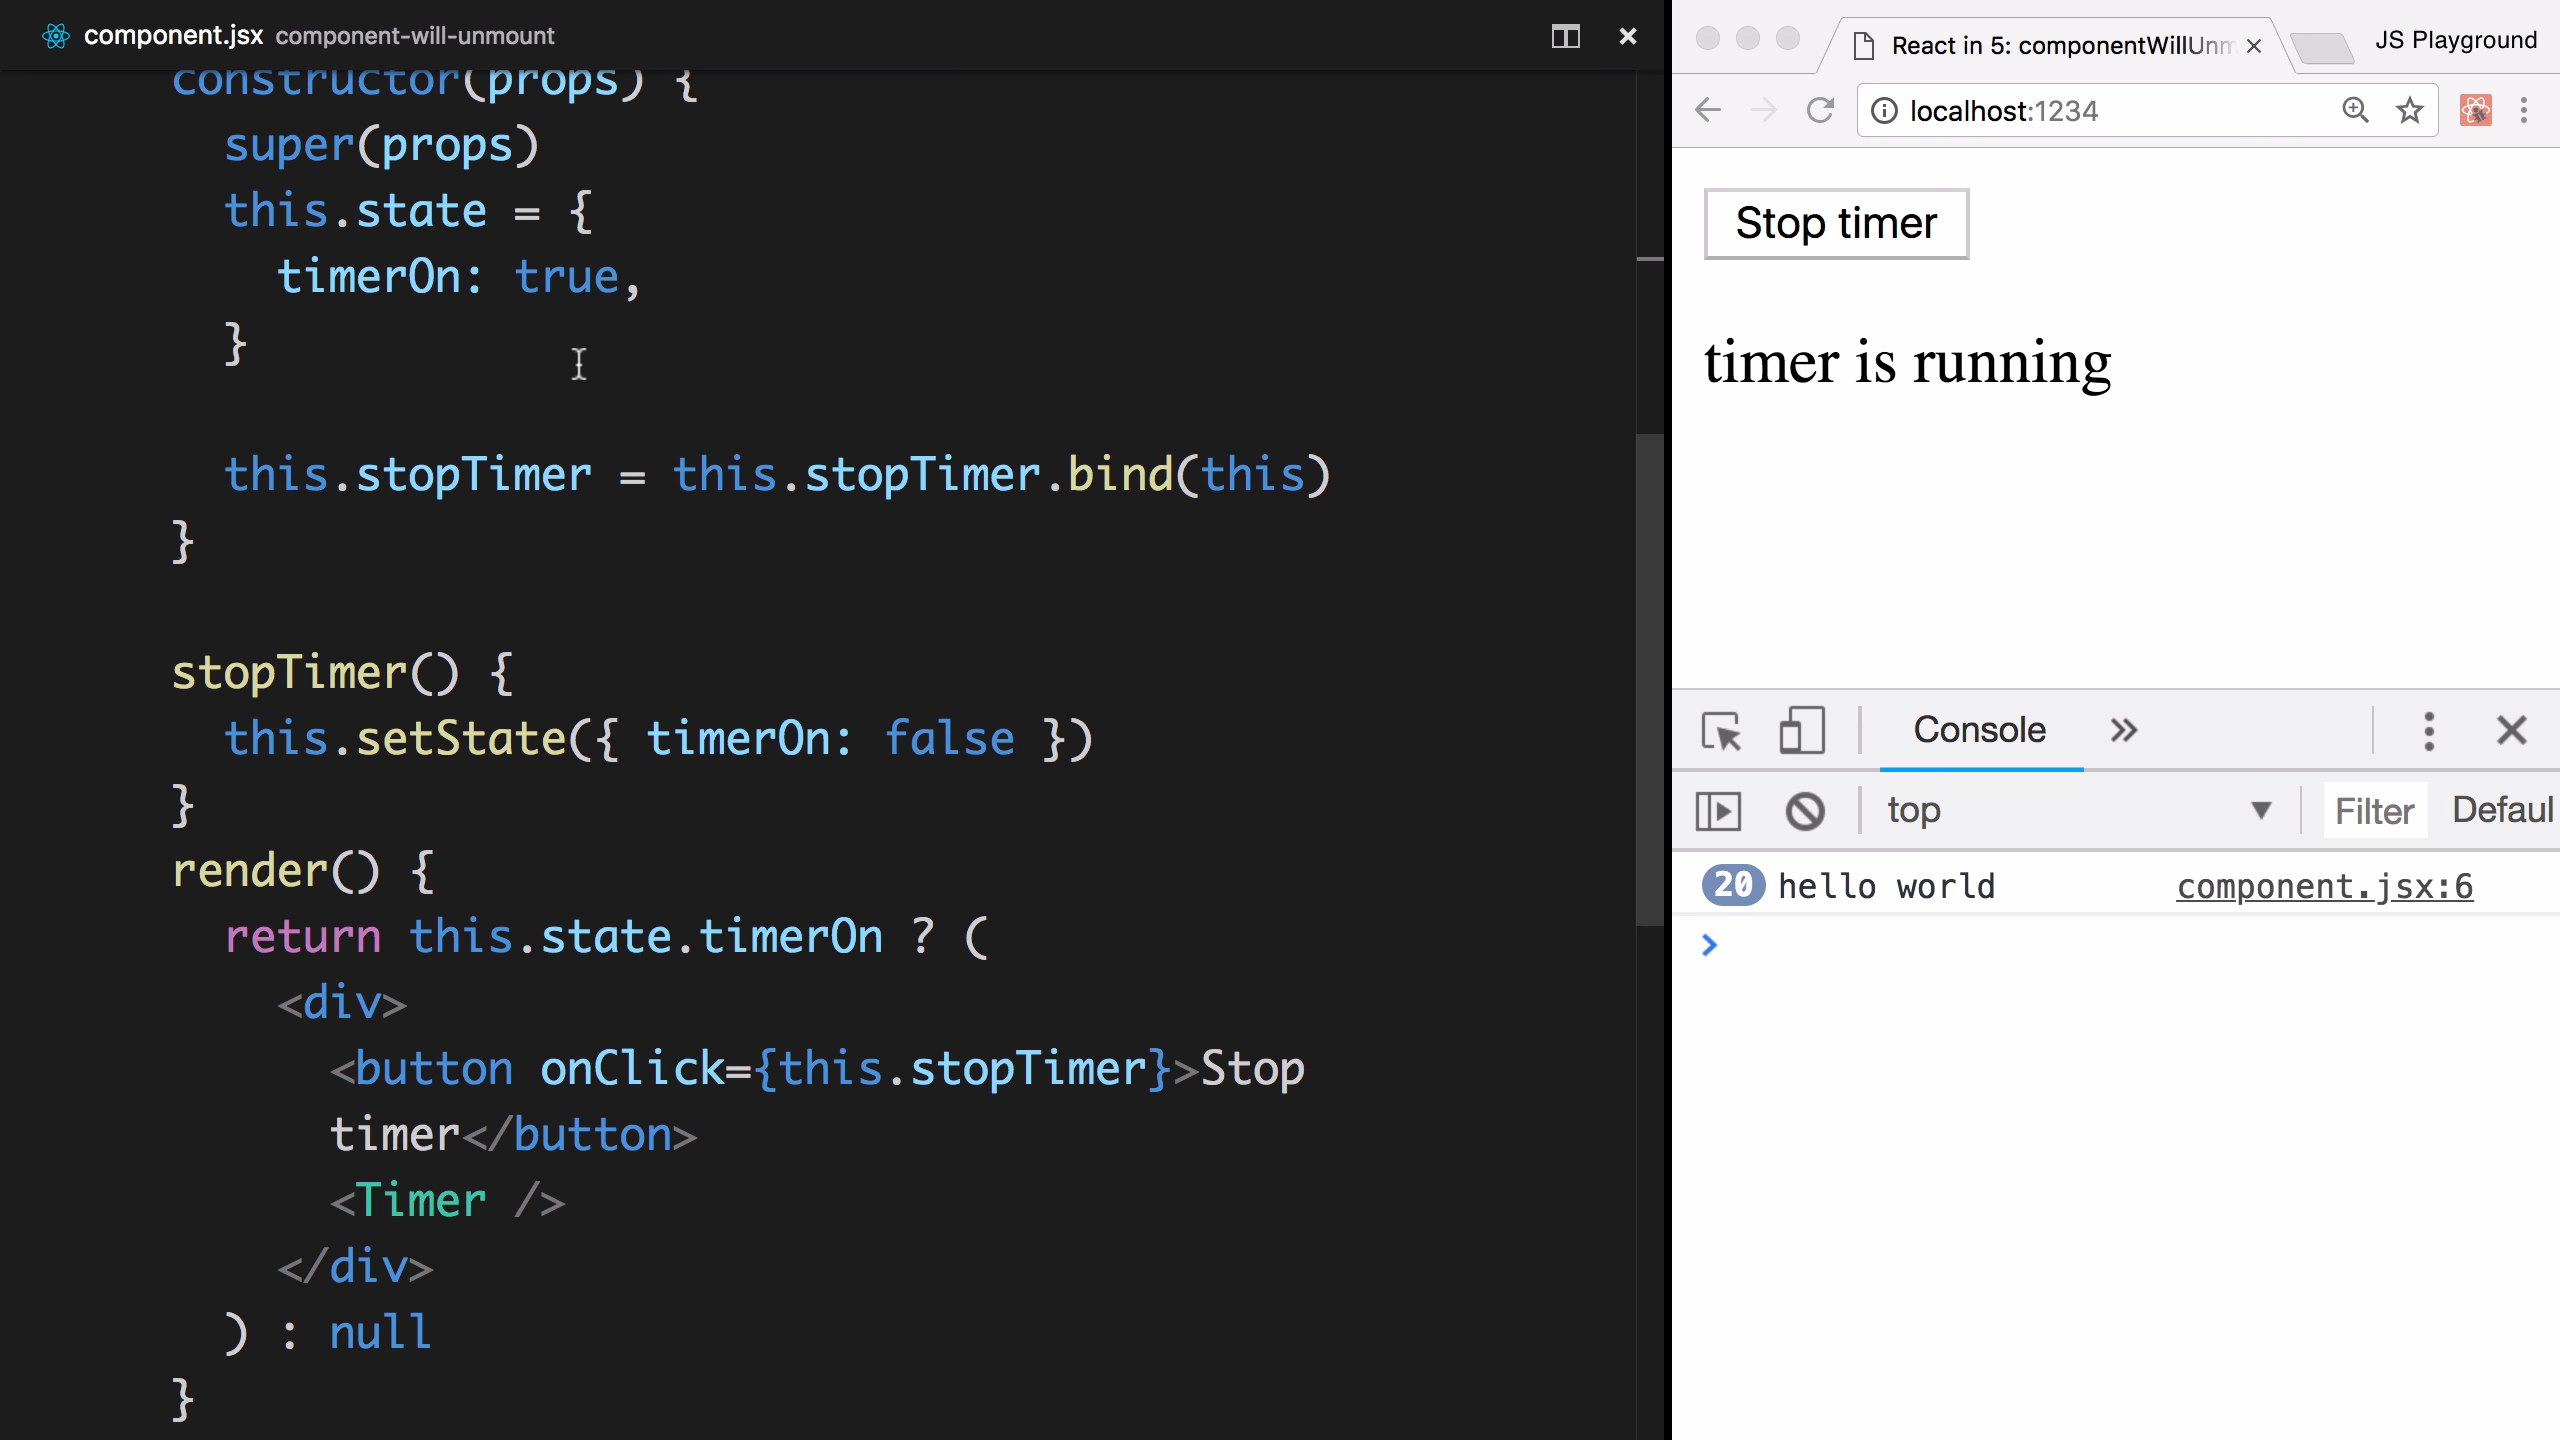 component.jsx component-will-unmount
constructor(props) {
super(props)
this.state = {
timerOn: true,
}
this.stopTimer = this.stopTimer.bind(this)
}
stopTimer() {
this.setState({ timerOn: false })
}
render() {
return this.state.timerOn ? (
<div>
<button onClick={this.stopTimer}>Stop
timer</button>
<Timer />
</div>
) : null
}
React in 5: componentWillUnm
JS Playground
localhost:1234
Stop timer
timer is running
Console
top
Filter
Defaul
20 hello world component.jsx:6